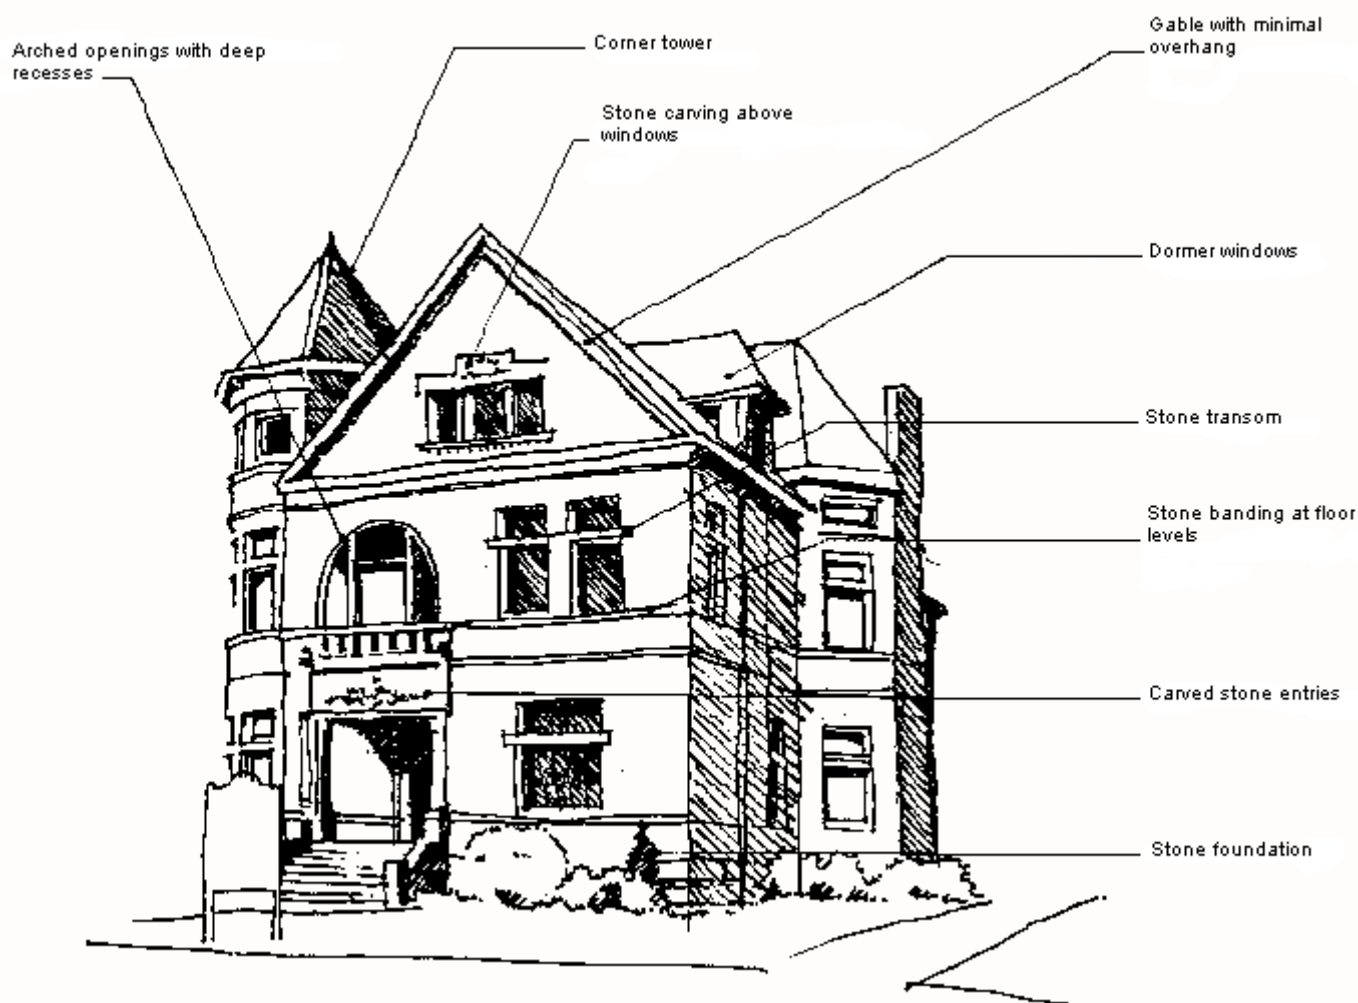 Arched openings with deep
recesses
Corner tower
Gable with minimal
overhang
Stone carving above
windows
Dormer windows
Stone transom
Stone banding at floor
levels
Carved stone entries
Stone foundation